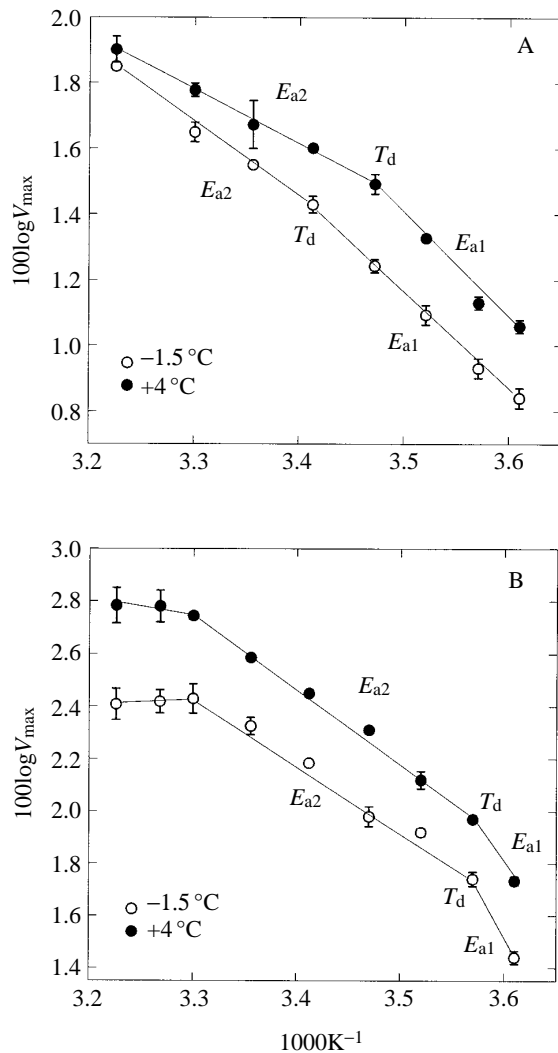 A
2.0
1.8
1.6
1.4
1.2
1.0
0.8
100logVmax
Ea2
Td
Ea2
Td
Ea1
Ea1
−1.5 °C
+4 °C
3.2 3.3 3.4 3.5 3.6
B
3.0
2.8
2.6
2.4
2.2
2.0
1.8
1.6
1.4
100logVmax
Ea2
Ea2
Td
Ea1
Td
Ea1
−1.5 °C
+4 °C
3.2 3.3 3.4 3.5 3.6
1000K−1